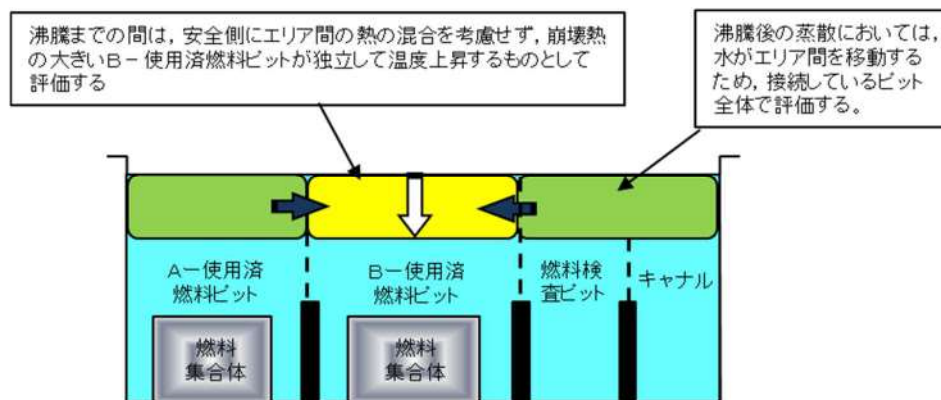 沸騰までの間は，安全側にエリア間の熱の混合を考慮せず，崩壊熱
の大きいB－使用済燃料ピットが独立して温度上昇するものとして
評価する
沸騰後の蒸散においては，
水がエリア間を移動する
ため，接続しているピット
全体で評価する。
A－使用済
燃料ピット
B－使用済
燃料ピット
燃料検
査ピット
キャナル
燃料
集合体
燃料
集合体